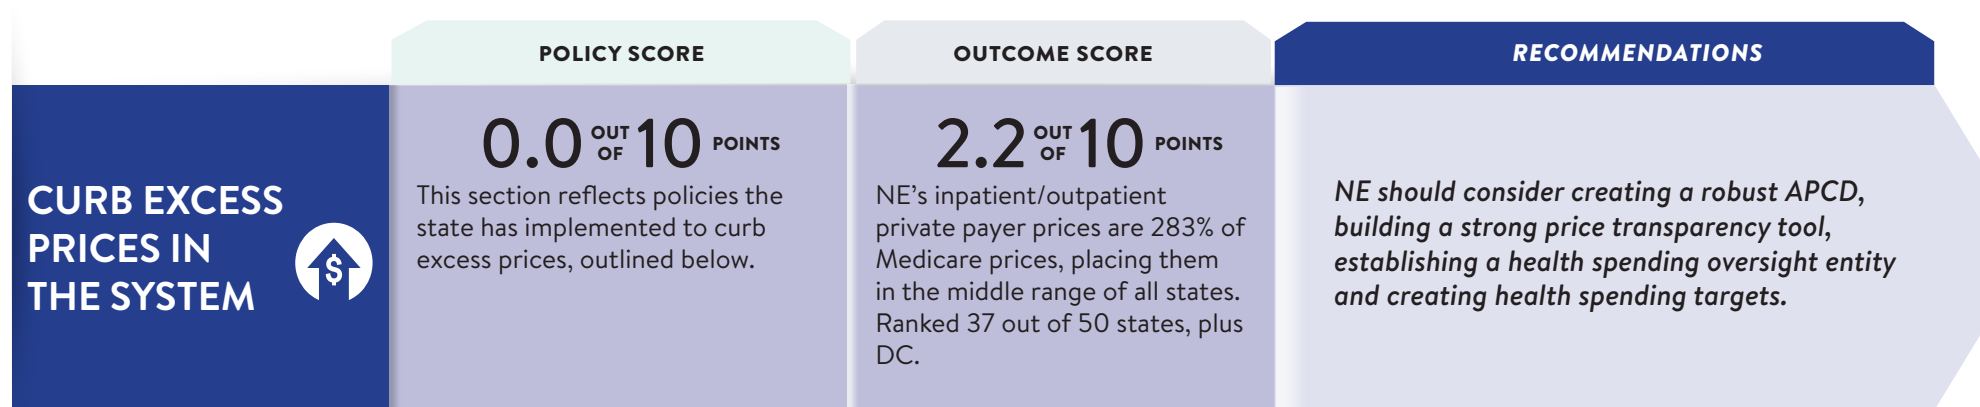 POLICY SCORE
OUTCOME SCORE
RECOMMENDATIONS
CURB EXCESS
PRICES IN
THE SYSTEM
$
0.0 OUT OF 10 POINTS
This section reflects policies the
state has implemented to curb
excess prices, outlined below.
2.2 OUT OF 10 POINTS
NE’s inpatient/outpatient
private payer prices are 283% of
Medicare prices, placing them
in the middle range of all states.
Ranked 37 out of 50 states, plus
DC.
NE should consider creating a robust APCD,
building a strong price transparency tool,
establishing a health spending oversight entity
and creating health spending targets.